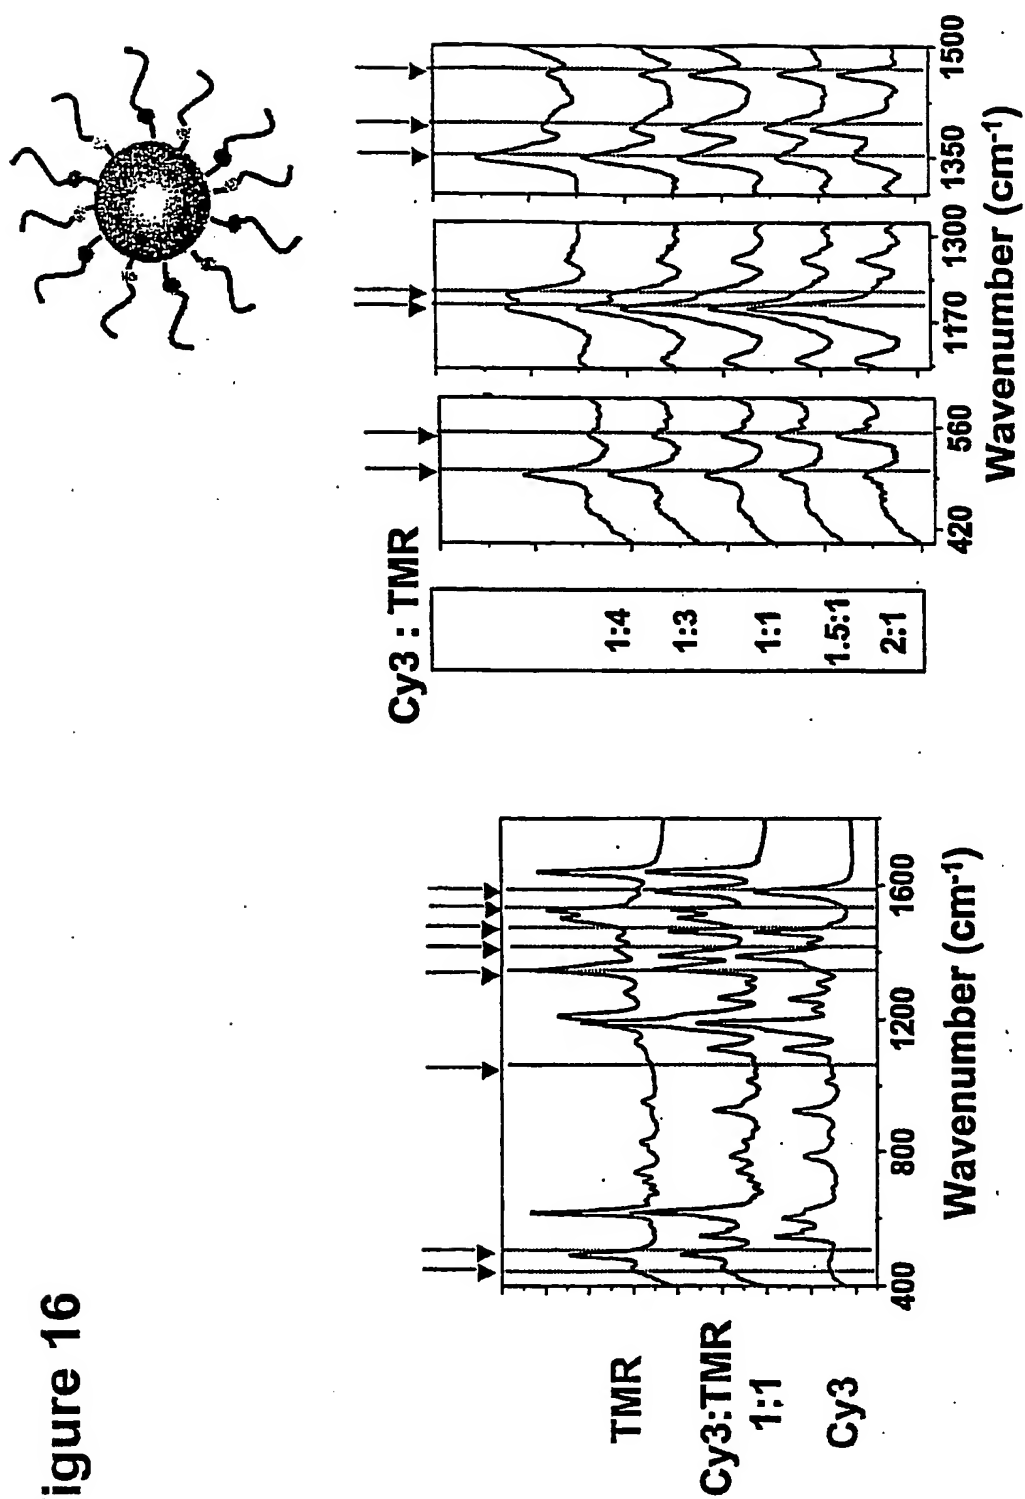 igure 16
TMR
Cy3:TMR
1:1
Cy3
400 800 1200 1600
Wavenumber (cm-1)
Cy3 : TMR
1:4
1:3
1:1
1.5:1
2:1
420 560 1170 1300 1350 1500
Wavenumber (cm-1)